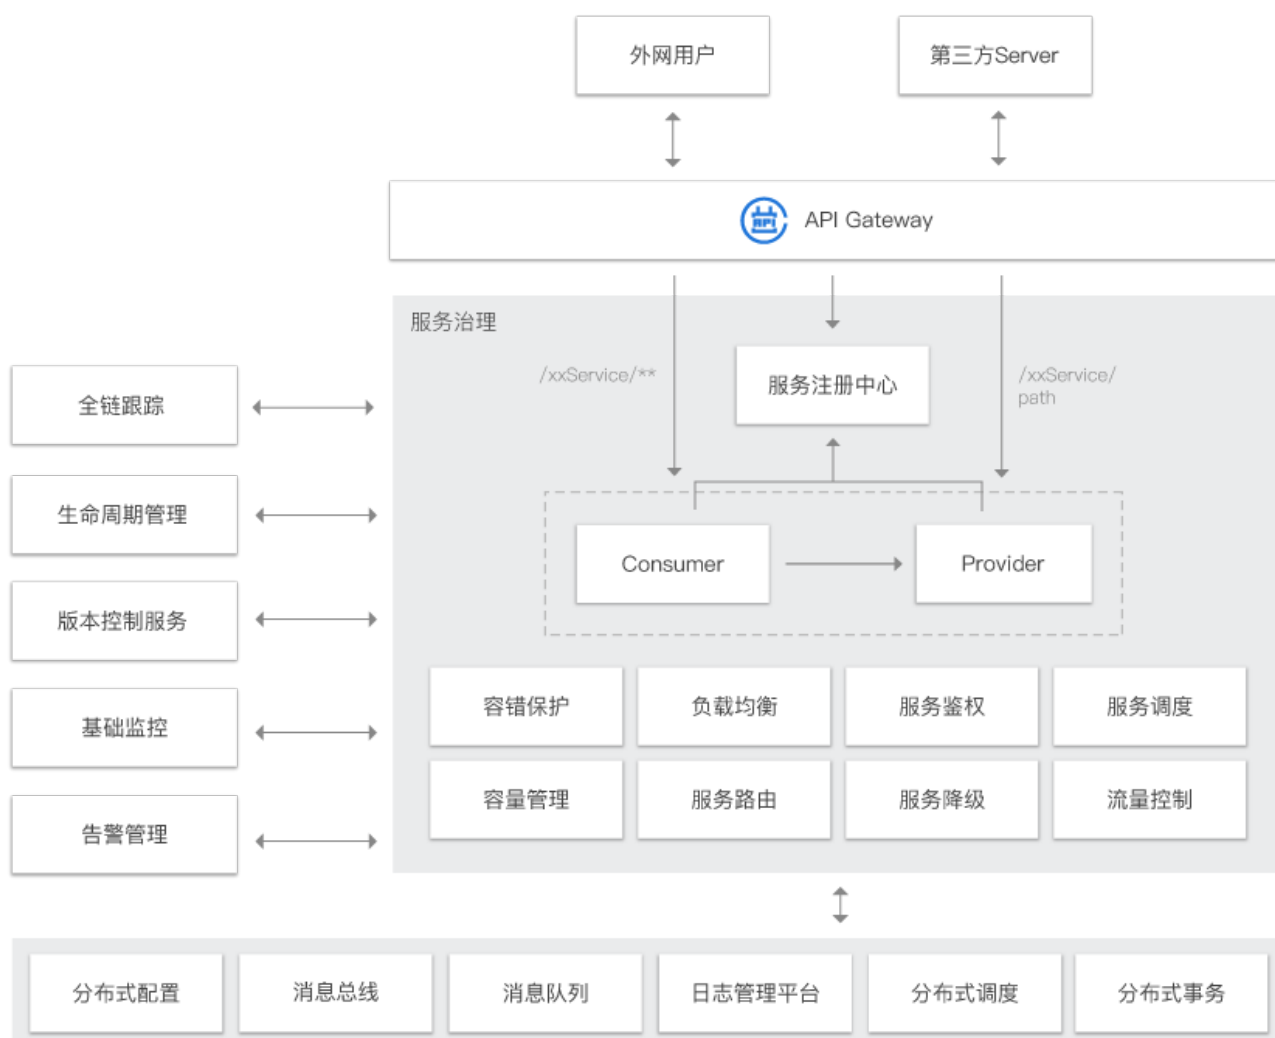 外网用户
第三方Server
API
API Gateway
服务治理
/xxService/**
服务注册中心
/xxService/
path
全链跟踪
生命周期管理
Consumer
Provider
版本控制服务
容错保护
负载均衡
服务鉴权
服务调度
基础监控
容量管理
服务路由
服务降级
流量控制
告警管理
分布式配置
消息总线
消息队列
日志管理平台
分布式调度
分布式事务